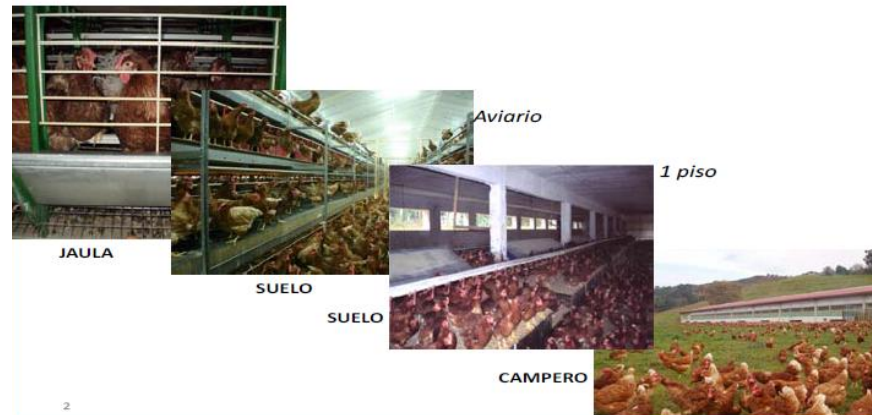 Aviario
1 piso
JAULA
SUELO
SUELO
CAMPERO
2